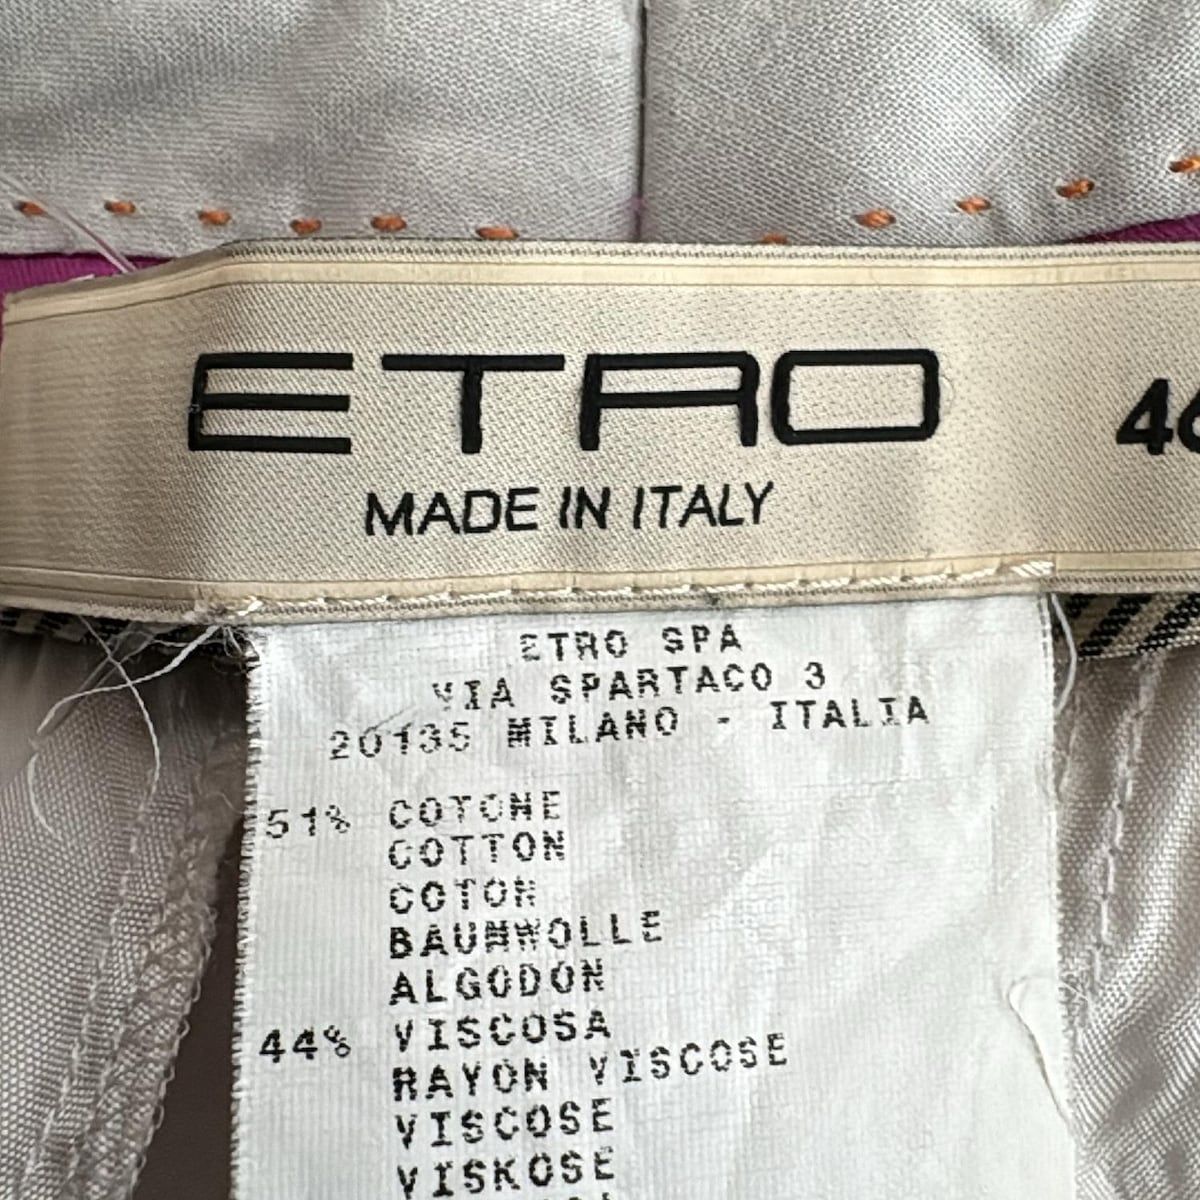 ETRO
MADE IN ITALY
ETRO SPA
VIA SPARTACO 3
20135 MILANO - ITALIA
51% COTONE
COTTON
COTON
BAUMWOLLE
ALGODON
44% VISCOSA
RAYON VISCOSE
VISCOSE
VISKOSE